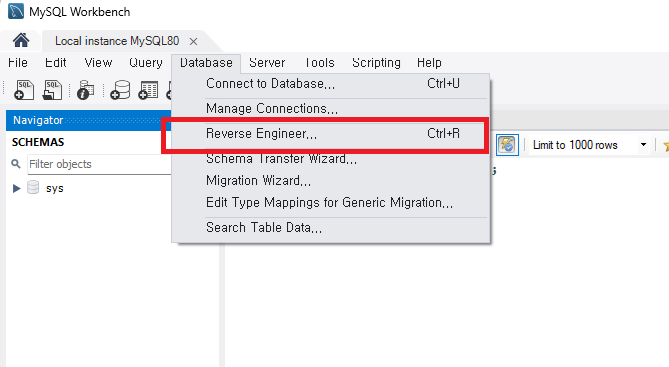 MySQL Workbench
Local instance MySQL80 ×
File Edit View Query Database Server Tools Scripting Help
Connect to Database... Ctrl+U
Manage Connections...
Reverse Engineer... Ctrl+R
Schema Transfer Wizard...
Migration Wizard...
Edit Type Mappings for Generic Migration...
Search Table Data...
SQL SQL
Navigator
SCHEMAS
Filter objects
sys
Limit to 1000 rows
;